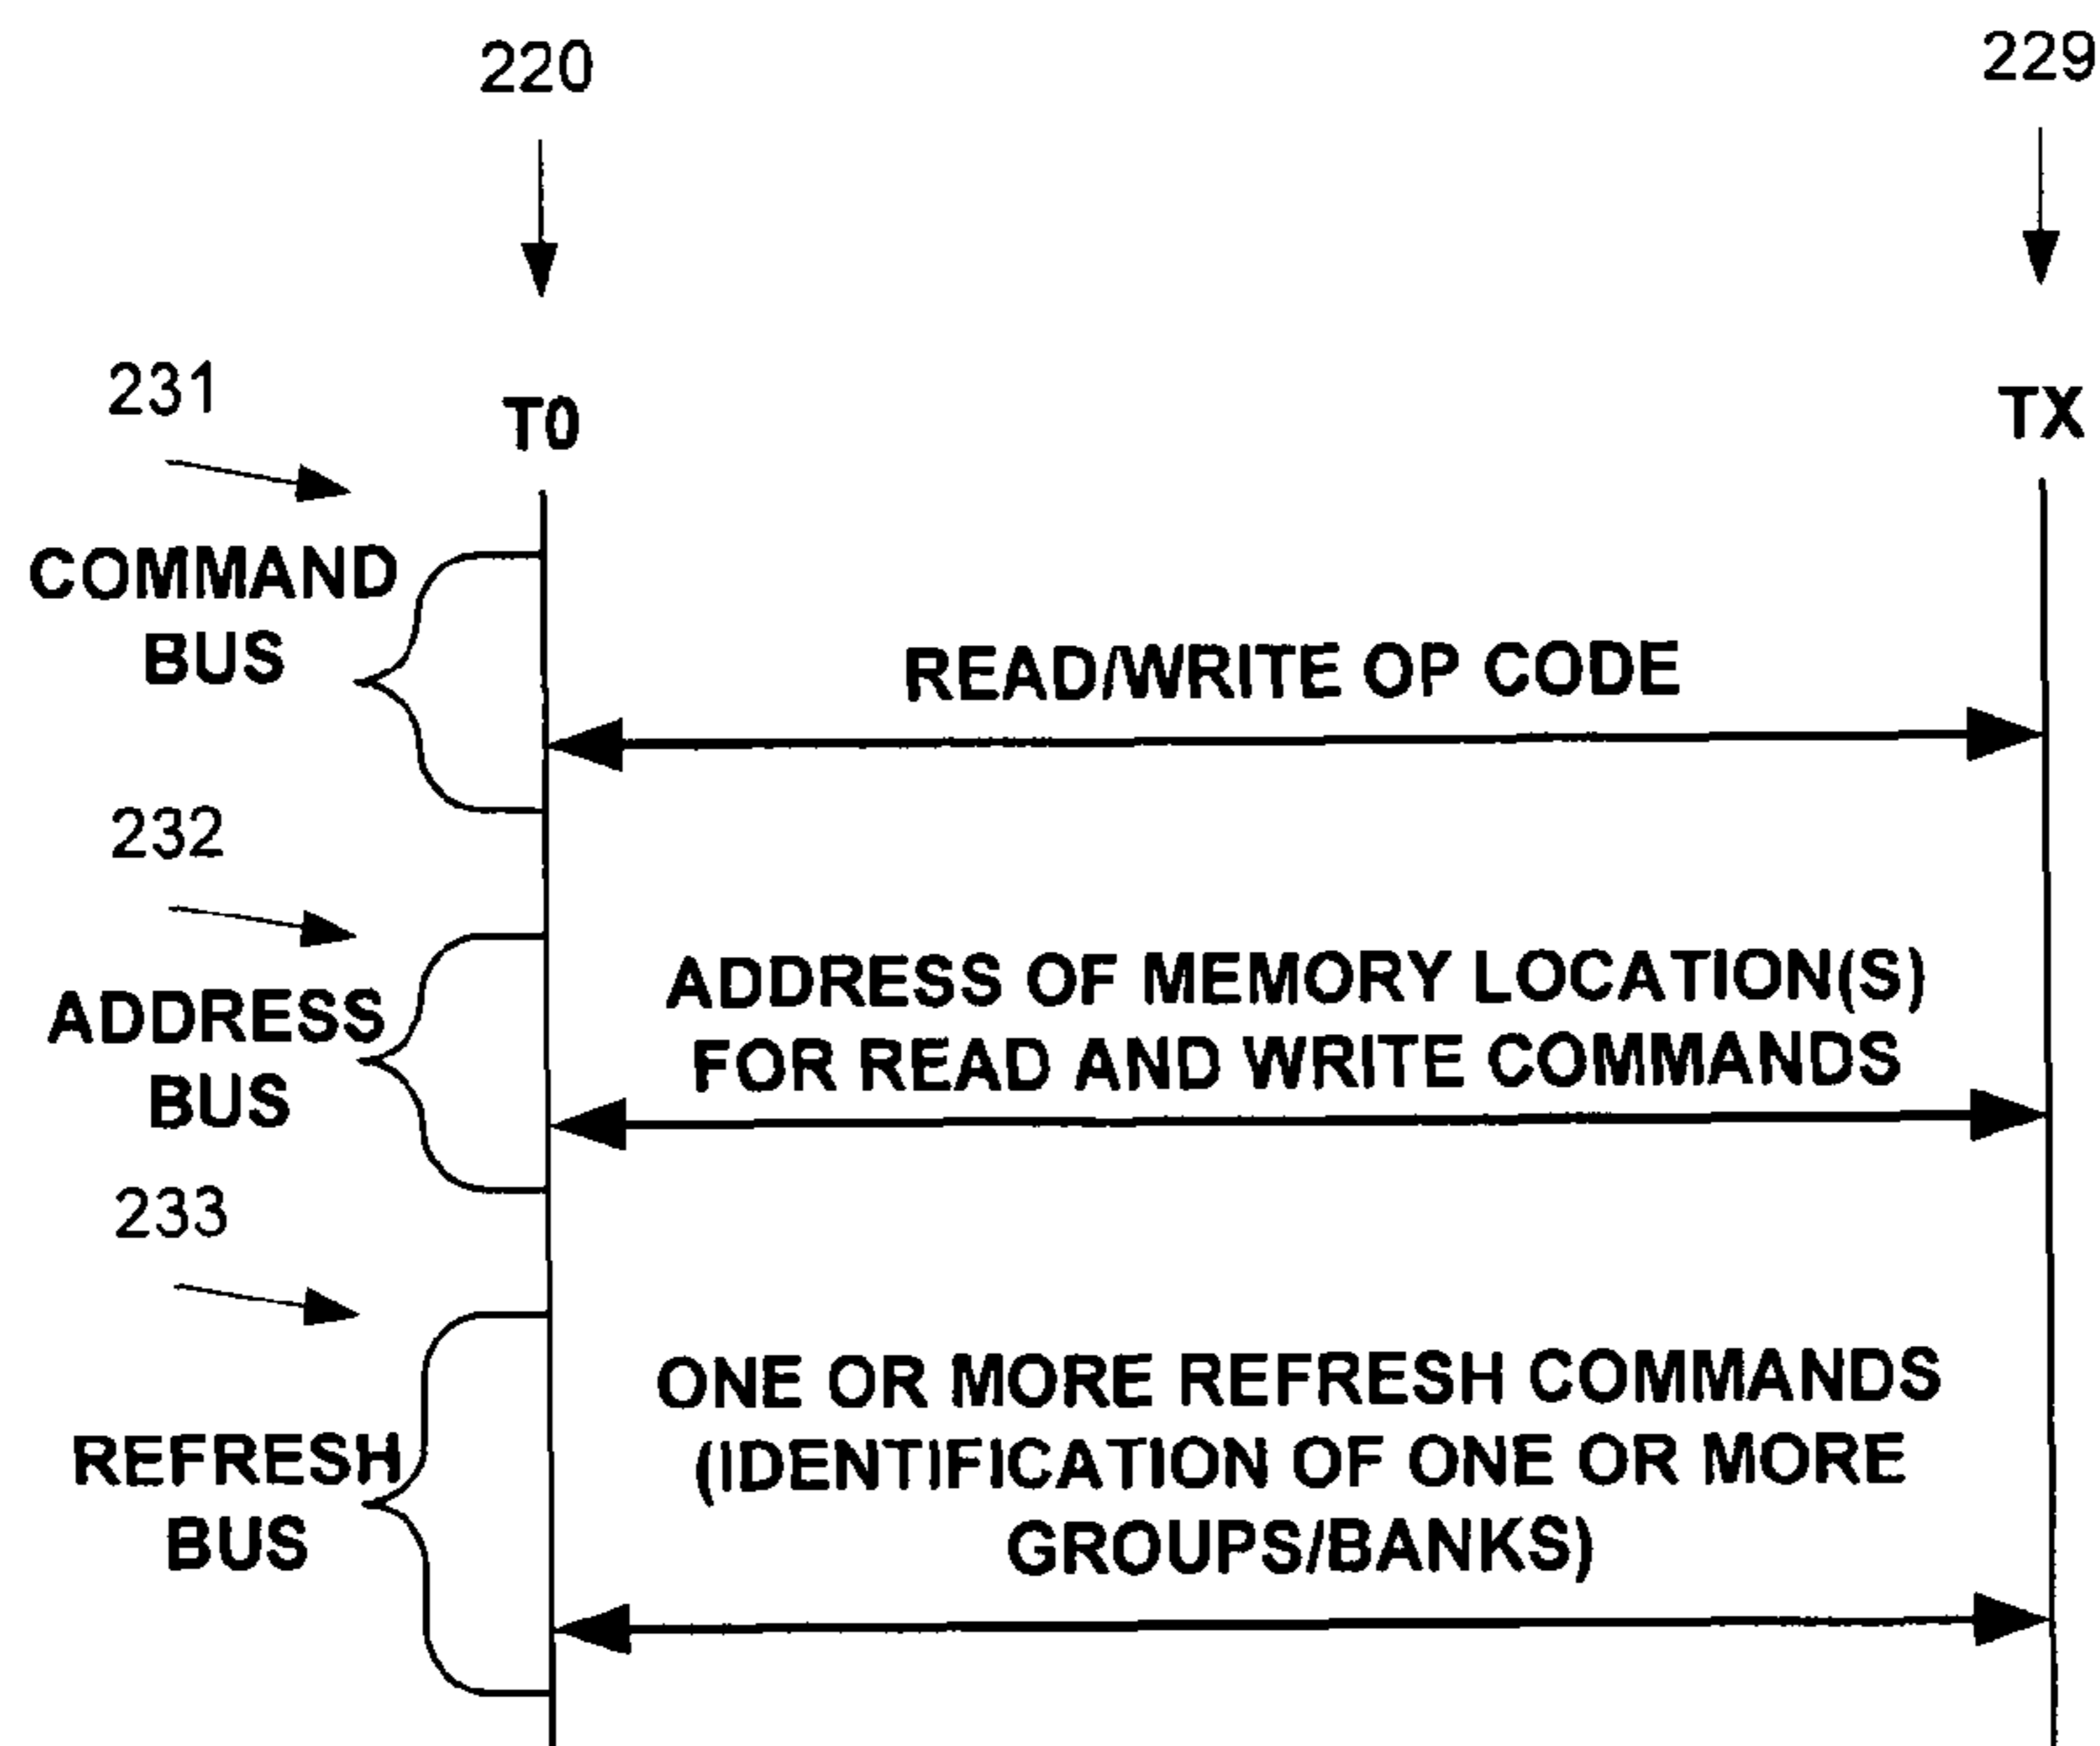 220
229
231
T0
TX
COMMAND
BUS
READ/WRITE OP CODE
232
ADDRESS
BUS
ADDRESS OF MEMORY LOCATION(S)
FOR READ AND WRITE COMMANDS
233
REFRESH
BUS
ONE OR MORE REFRESH COMMANDS
(IDENTIFICATION OF ONE OR MORE
GROUPS/BANKS)